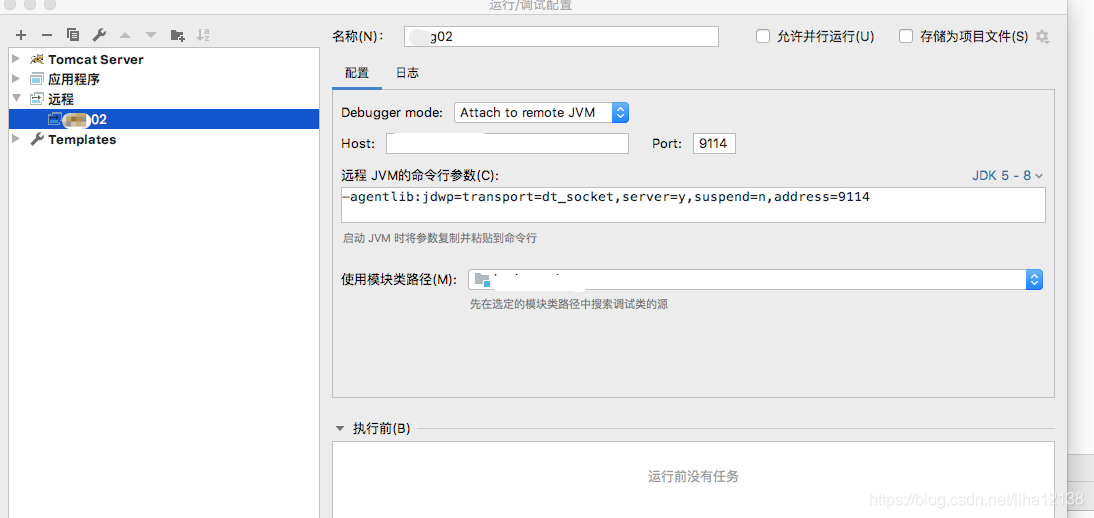 运行/调试配置
名称(N): g02
允许并行运行(U)
存储为项目文件(S)
Tomcat Server
应用程序
远程
02
Templates
配置
日志
Debugger mode: Attach to remote JVM
Host:
Port: 9114
远程 JVM的命令行参数(C):
JDK 5 - 8
-agentlib:jdwp=transport=dt_socket,server=y,suspend=n,address=9114
启动 JVM 时将参数复制并粘贴到命令行
使用模块类路径(M):
先在选定的模块类路径中搜索调试类的源
执行前(B)
运行前没有任务
https://blog.csdn.net/liha12138